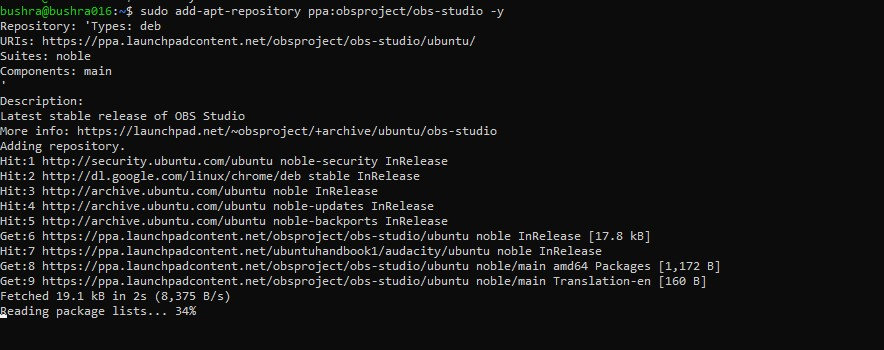 bushra@bushra016:~$ sudo add-apt-repository ppa:obsproject/obs-studio -y
Repository: 'Types: deb
URIs: https://ppa.launchpadcontent.net/obsproject/obs-studio/ubuntu/
Suites: noble
Components: main
'
Description:
Latest stable release of OBS Studio
More info: https://launchpad.net/~obsproject/+archive/ubuntu/obs-studio
Adding repository.
Hit:1 http://security.ubuntu.com/ubuntu noble-security InRelease
Hit:2 http://dl.google.com/linux/chrome/deb stable InRelease
Hit:3 http://archive.ubuntu.com/ubuntu noble InRelease
Hit:4 http://archive.ubuntu.com/ubuntu noble-updates InRelease
Hit:5 http://archive.ubuntu.com/ubuntu noble-backports InRelease
Get:6 https://ppa.launchpadcontent.net/obsproject/obs-studio/ubuntu noble InRelease [17.8 kB]
Hit:7 https://ppa.launchpadcontent.net/ubuntuhandbook1/audacity/ubuntu noble InRelease
Get:8 https://ppa.launchpadcontent.net/obsproject/obs-studio/ubuntu noble/main amd64 Packages [1,172 B]
Get:9 https://ppa.launchpadcontent.net/obsproject/obs-studio/ubuntu noble/main Translation-en [160 B]
Fetched 19.1 kB in 2s (8,375 B/s)
Reading package lists... 34%